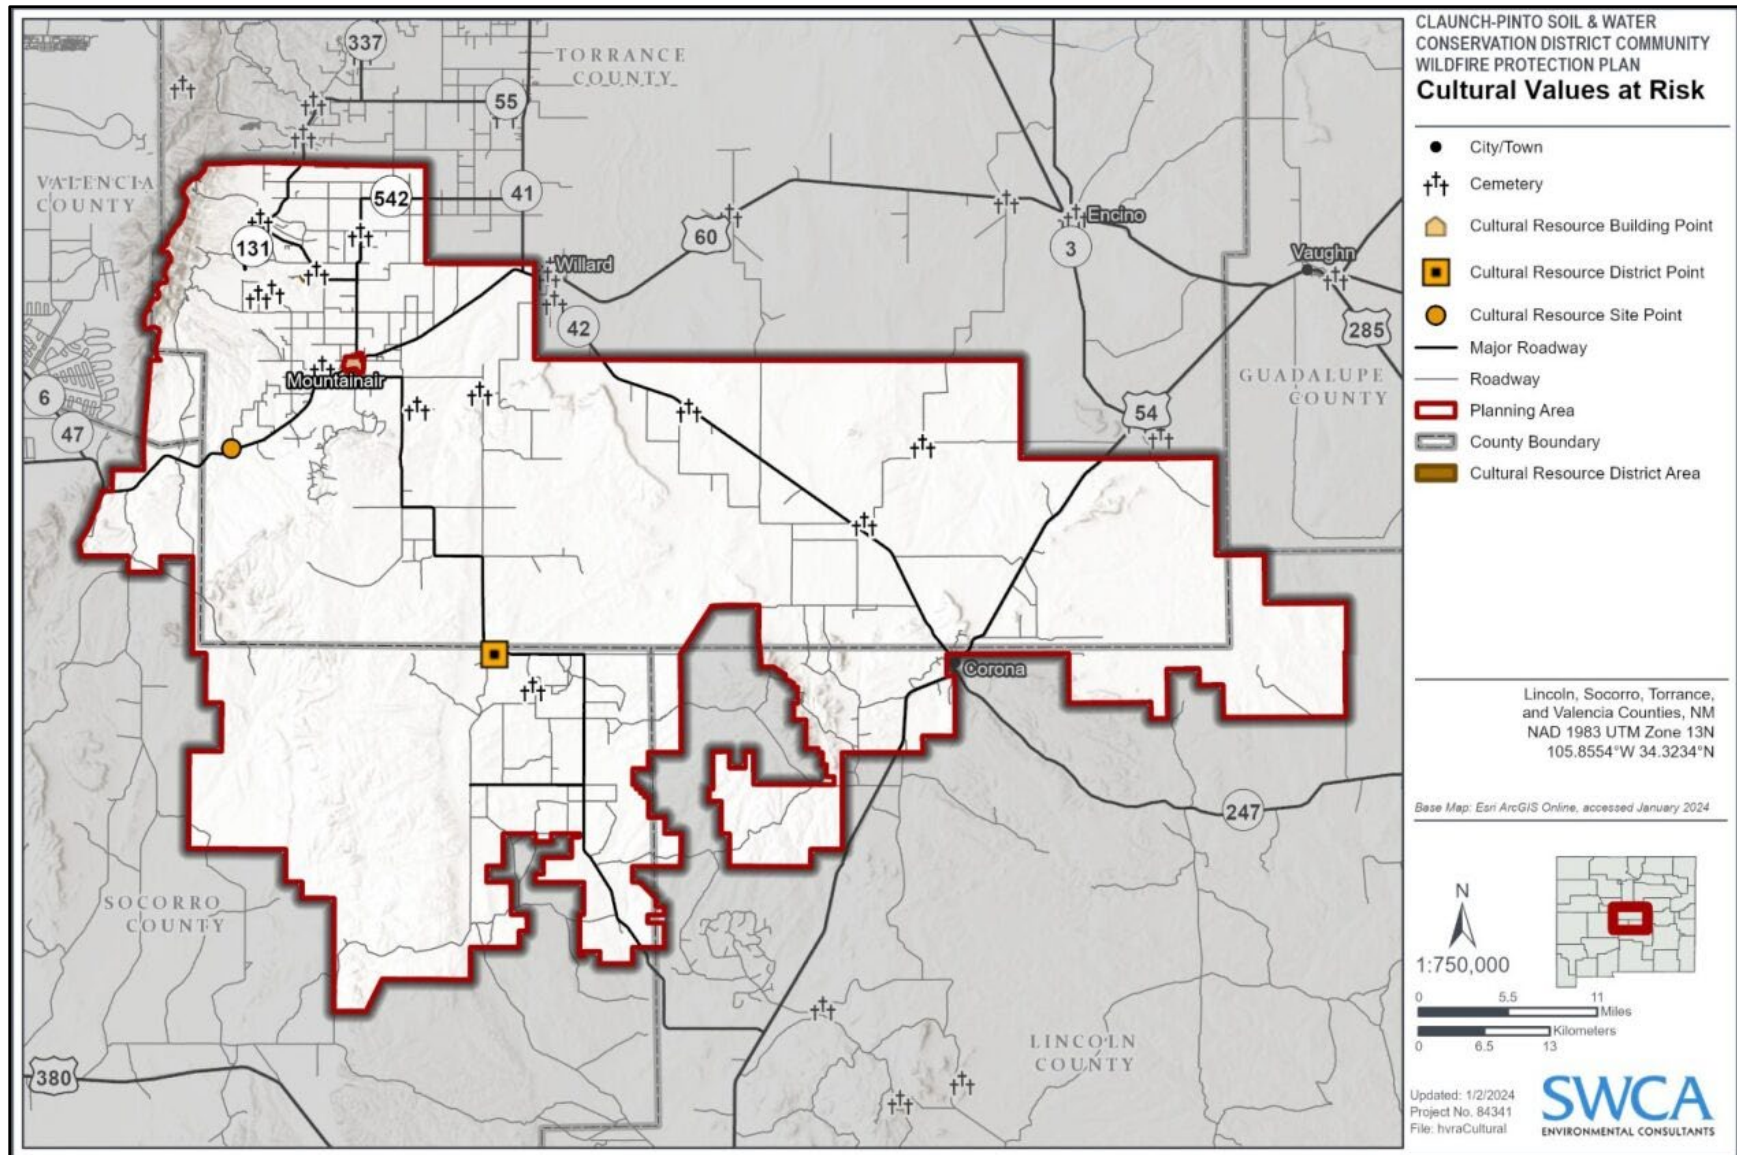 CLAUNCH-PINTO SOIL & WATER
CONSERVATION DISTRICT COMMUNITY
WILDFIRE PROTECTION PLAN
Cultural Values at Risk
City/Town
Cemetery
Cultural Resource Building Point
Cultural Resource District Point
Cultural Resource Site Point
Major Roadway
Roadway
Planning Area
County Boundary
Cultural Resource District Area
Lincoln, Socorro, Torrance,
and Valencia Counties, NM
NAD 1983 UTM Zone 13N
105.8554°W 34.3234°N
Base Map: Esri ArcGIS Online, accessed January 2024
N
1:750,000
0 5.5 11
Miles
Kilometers
0 6.5 13
Updated: 1/2/2024
Project No. 84341
File: hvraCultural
SWCA
ENVIRONMENTAL CONSULTANTS
337
TORRANCE
COUNTY
55
VALENCIA
COUNTY
542
41
131
60
Encino
3
Willard
Vaughn
42
285
Mountainair
6
GUADALUPE
COUNTY
54
47
Corona
247
SOCORRO
COUNTY
LINCOLN
COUNTY
380